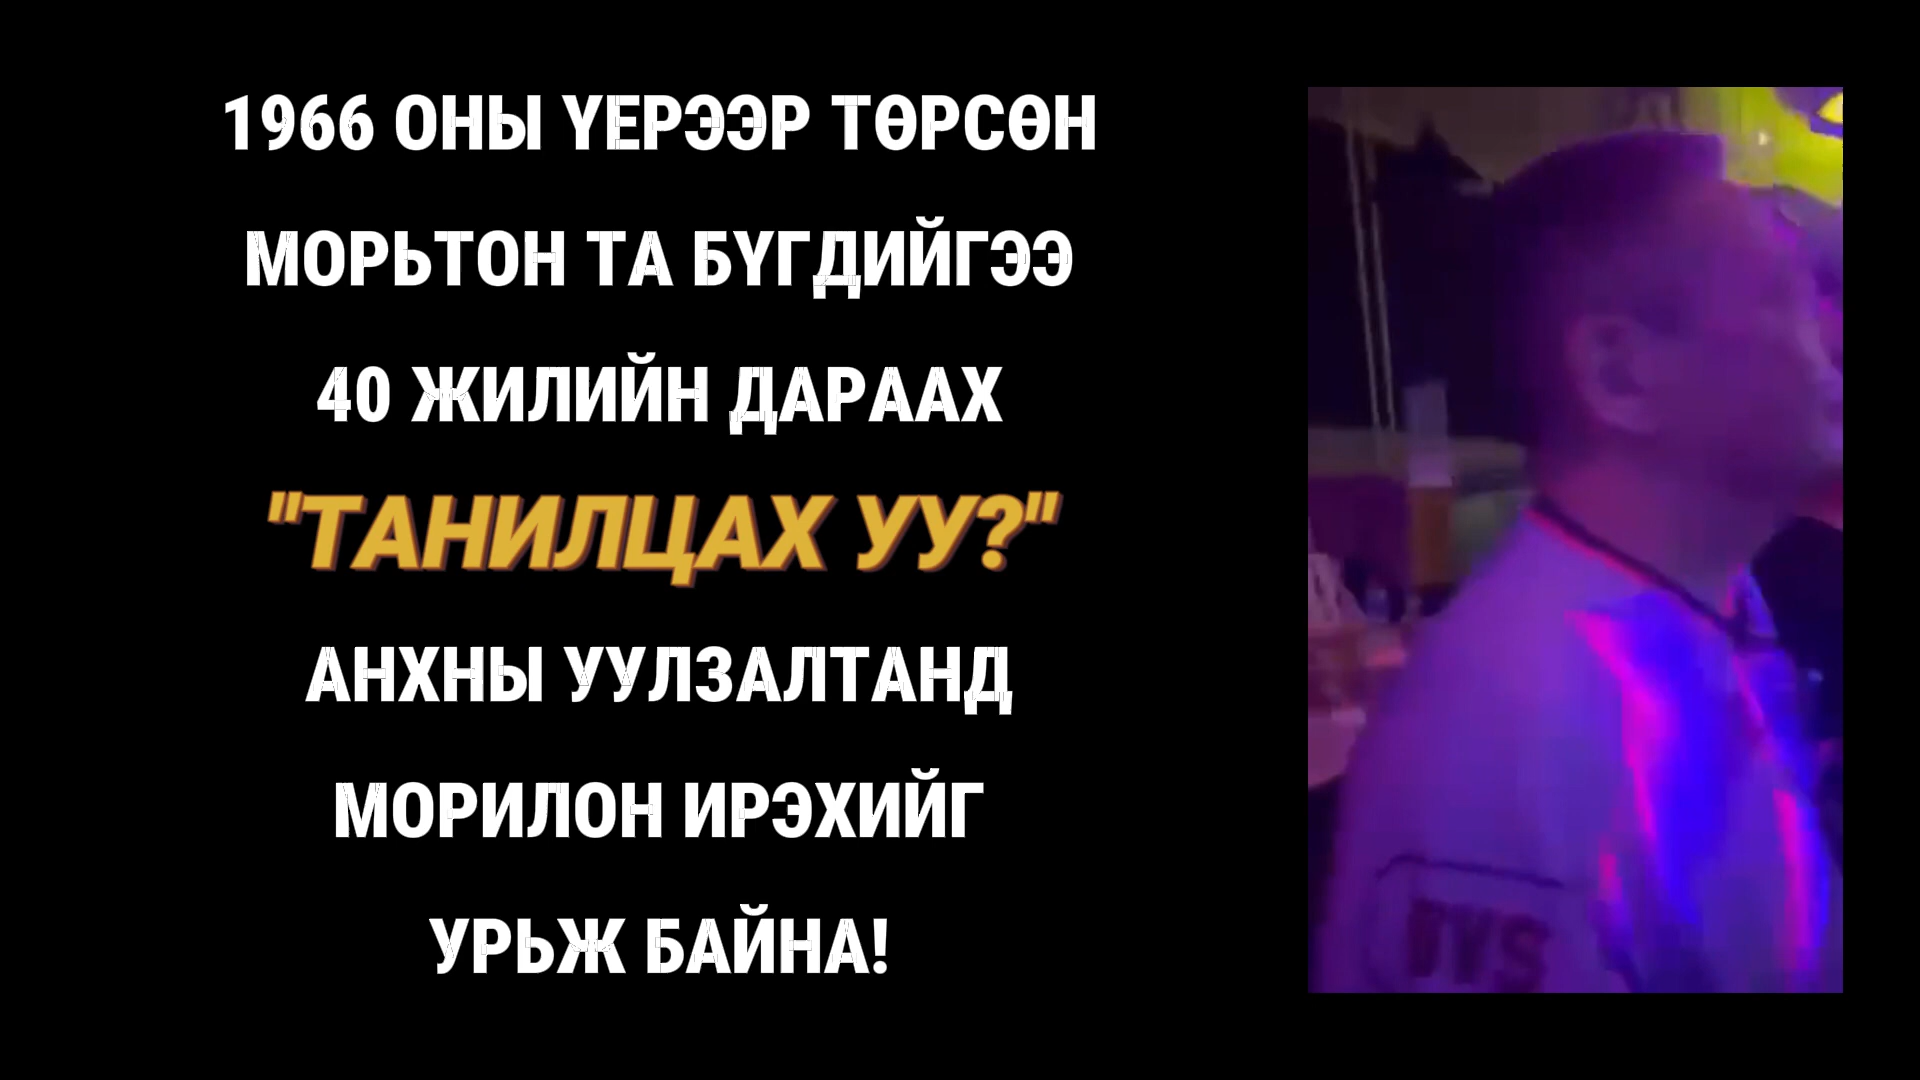 1966 ОНЫ ҮЕРЭЭР ТӨРСӨН
МОРЬТОН ТА БҮГДИЙГЭЭ
40 ЖИЛИЙН ДАРААХ
"ТАНИЛЦАХ УУ?"
АНХНЫ УУЛЗАЛТАНД
МОРИЛОН ИРЭХИЙГ
УРЬЖ БАЙНА!